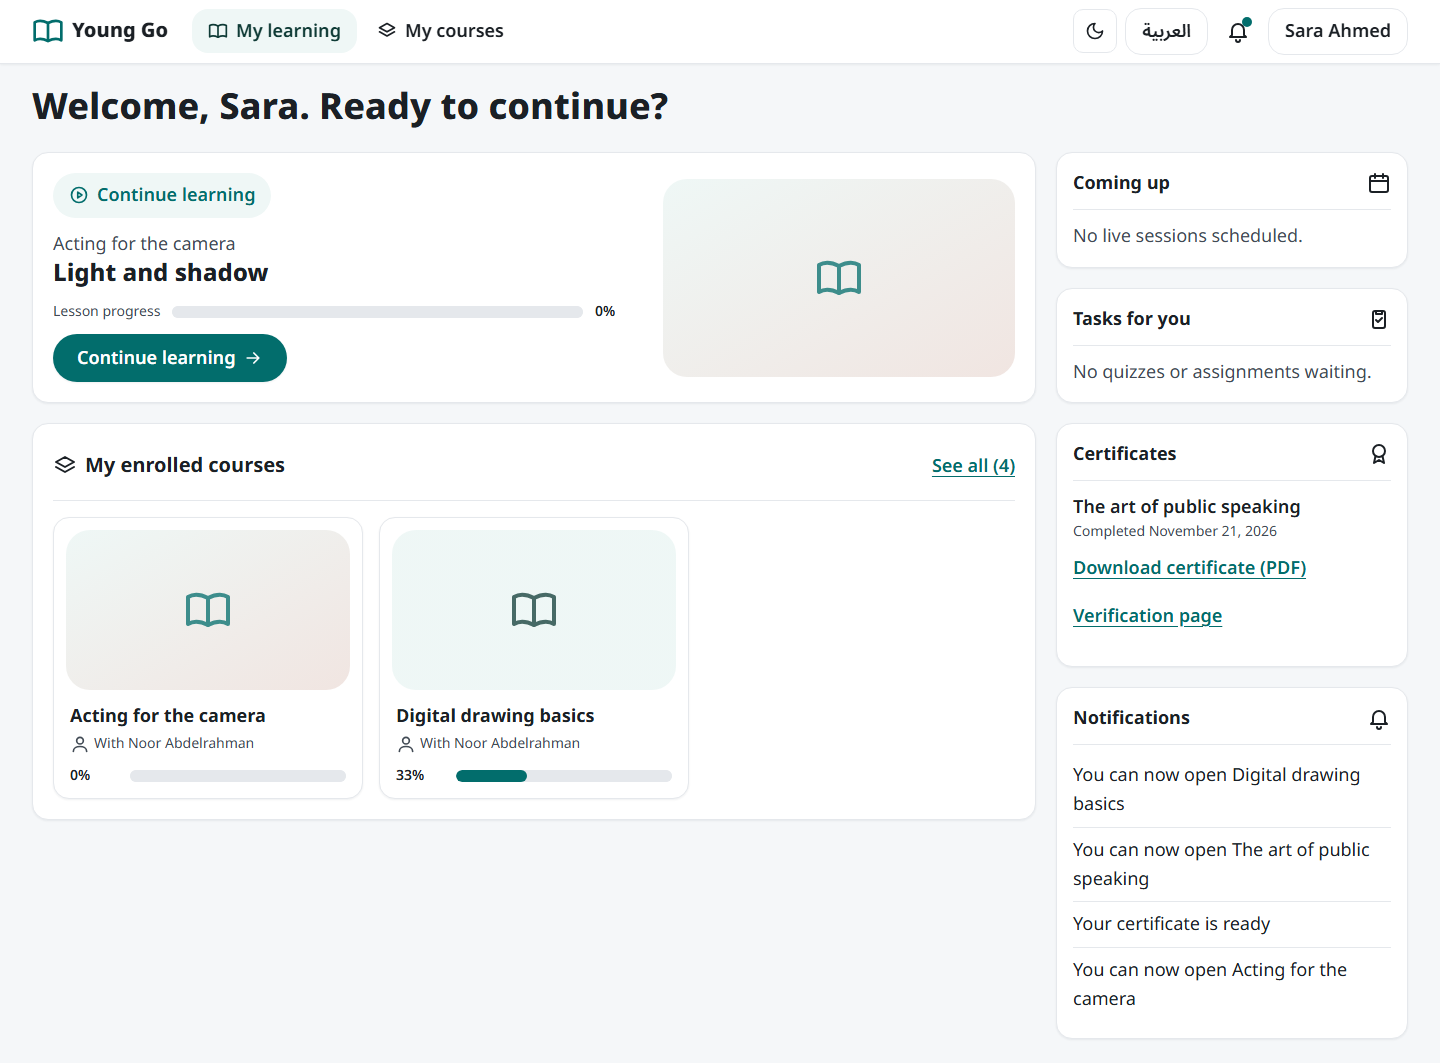 Young Go
My learning
My courses
العربية
Sara Ahmed
Welcome, Sara. Ready to continue?
Continue learning
Acting for the camera
Light and shadow
Lesson progress
0%
Continue learning
My enrolled courses
See all (4)
Acting for the camera
With Noor Abdelrahman
0%
Digital drawing basics
With Noor Abdelrahman
33%
Coming up
No live sessions scheduled.
Tasks for you
No quizzes or assignments waiting.
Certificates
The art of public speaking
Completed November 21, 2026
Download certificate (PDF)
Verification page
Notifications
You can now open Digital drawing
basics
You can now open The art of public
speaking
Your certificate is ready
You can now open Acting for the
camera